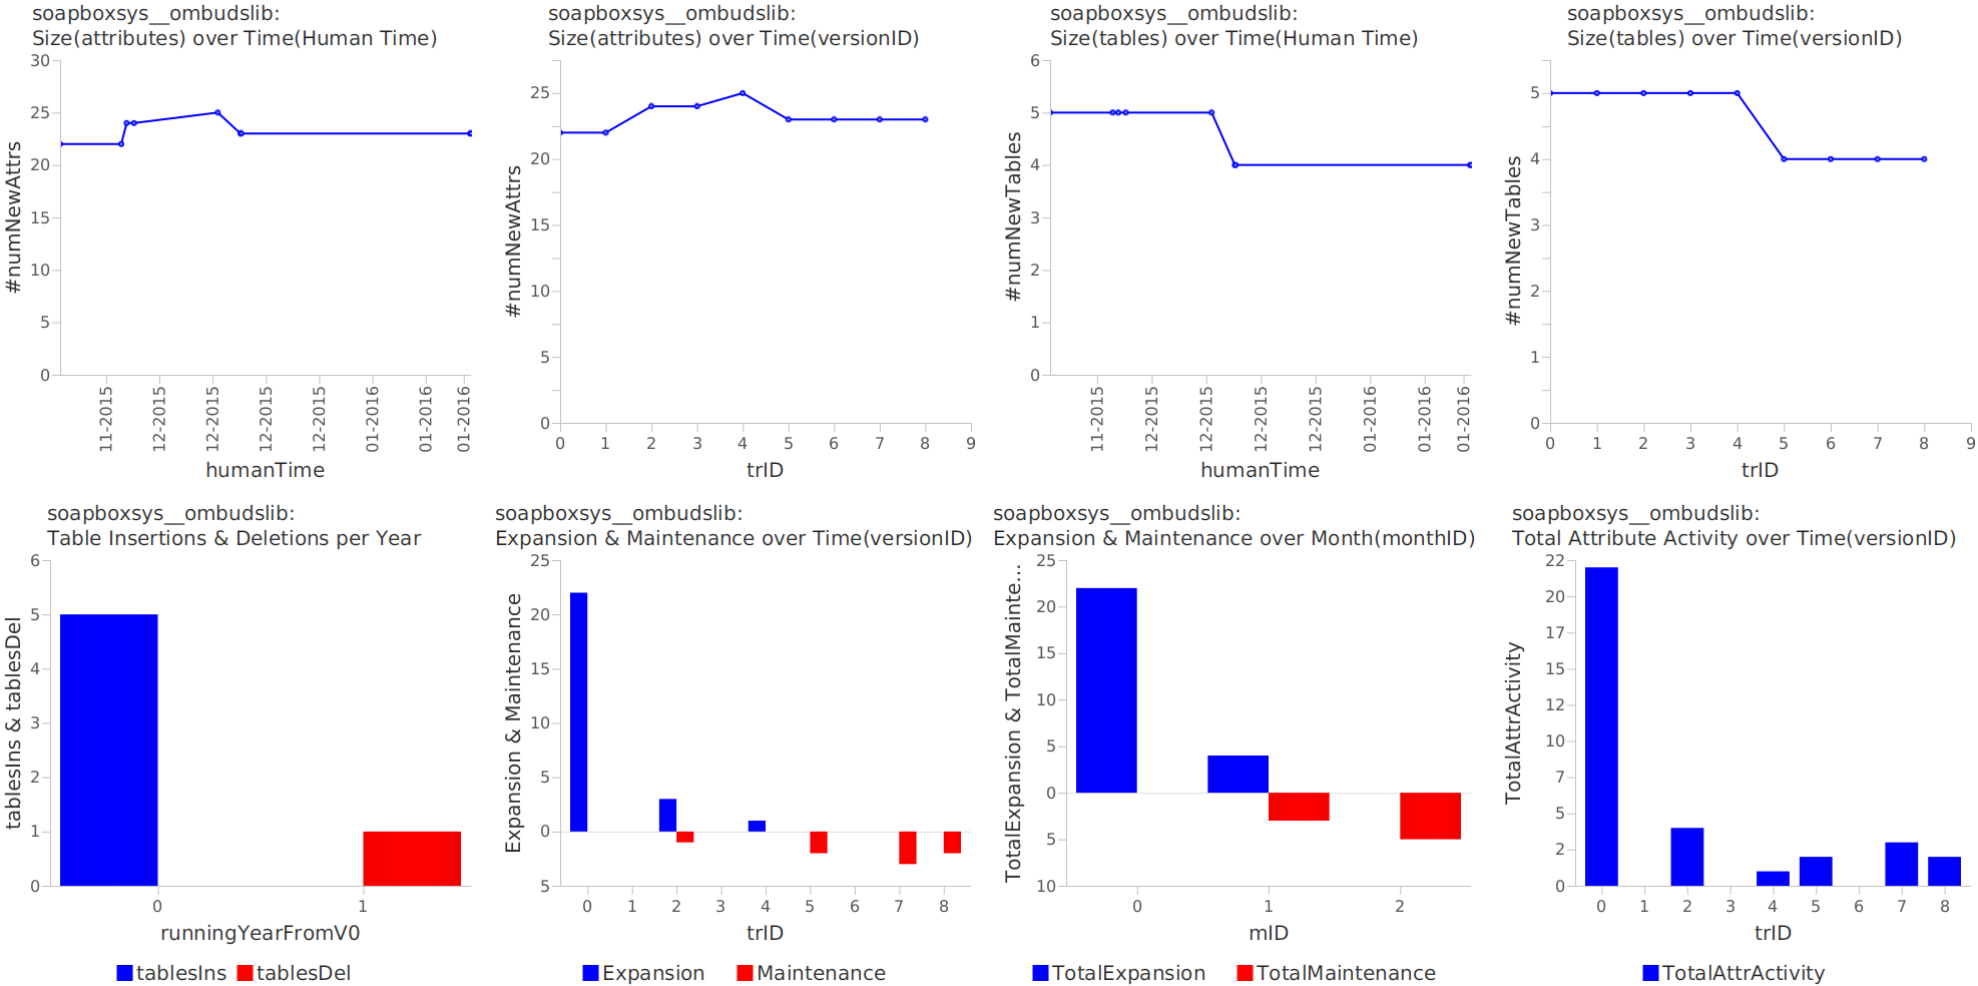 soapboxsys__ombudslib:
Size(attributes) over Time(Human Time)
30
25
20
15
10
5
0
#numNewAttrs
11-2015
12-2015
12-2015
12-2015
12-2015
01-2016
01-2016
01-2016
humanTime
soapboxsys__ombudslib:
Size(attributes) over Time(versionID)
25
20
15
10
5
0
#numNewAttrs
0 1 2 3 4 5 6 7 8 9
trID
soapboxsys__ombudslib:
Size(tables) over Time(Human Time)
6
5
4
3
2
1
0
#numNewTables
11-2015
12-2015
12-2015
12-2015
12-2015
01-2016
01-2016
01-2016
humanTime
soapboxsys__ombudslib:
Size(tables) over Time(versionID)
5
4
3
2
1
0
#numNewTables
0 1 2 3 4 5 6 7 8 9
trID
soapboxsys__ombudslib:
Table Insertions & Deletions per Year
6
5
4
3
2
1
0
tablesIns & tablesDel
0 1
runningYearFromV0
tablesIns tablesDel
soapboxsys__ombudslib:
Expansion & Maintenance over Time(versionID)
25
20
15
10
5
0
5
Expansion & Maintenance
0 1 2 3 4 5 6 7 8
trID
Expansion Maintenance
soapboxsys__ombudslib:
Expansion & Maintenance over Month(monthID)
25
20
15
10
5
0
5
10
TotalExpansion & TotalMainte...
0 1 2
mID
TotalExpansion TotalMaintenance
soapboxsys__ombudslib:
Total Attribute Activity over Time(versionID)
22
20
17
15
12
10
7
5
2
0
TotalAttrActivity
0 1 2 3 4 5 6 7 8
trID
TotalAttrActivity